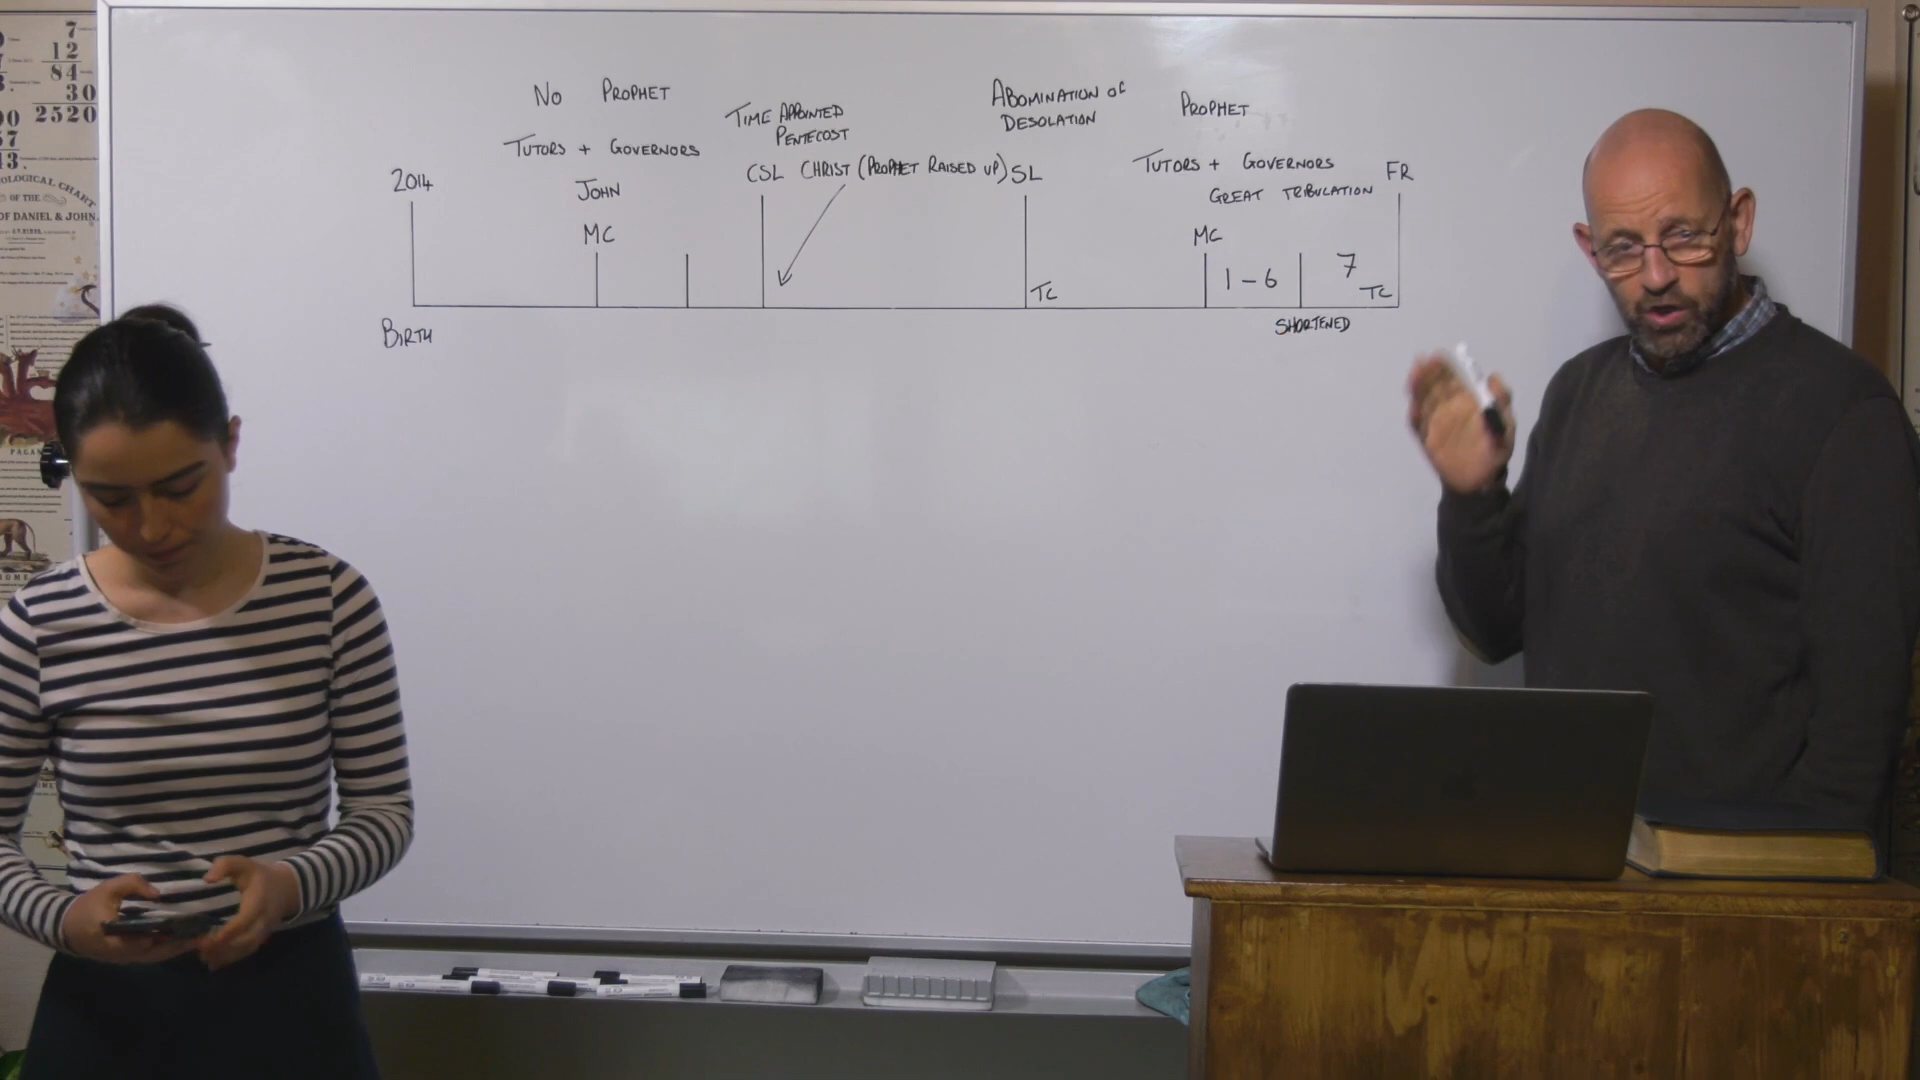 7
12
84
30
2520
OLOGICAL CHART
OF THE
OF DANIEL & JOHN
PAGAN
No PROPHET
TUTORS + GOVERNORS
2014
JOHN
MC
TIME APPOINTED
PENTECOST
CSL CHRIST (PROPHET RAISED UP) SL
ABOMINATION OF
DESOLATION
PROPHET
TUTORS + GOVERNORS
GREAT TRIBULATION
FR
MC
1-6
7
TC
TC
BIRTH
SHORTENED